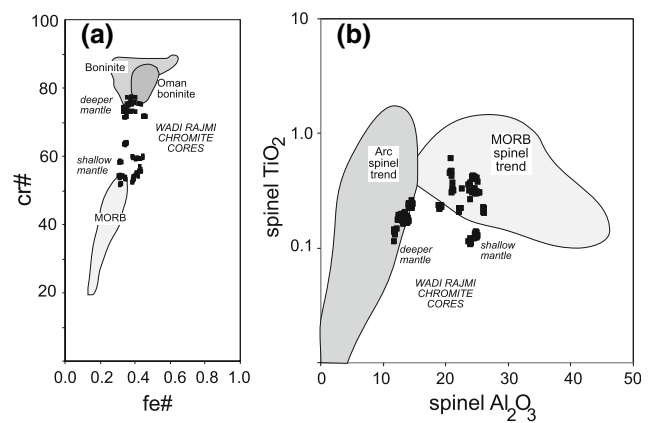 (a)
100
80
60
40
20
cr#
Boninite
Oman
boninite
deeper
mantle
WADI RAJMI
CHROMITE
CORES
shallow
mantle
MORB
0.0 0.2 0.4 0.6 0.8 1.0
fe#
(b)
1.0
0.1
spinel TiO2
Arc
spinel
trend
MORB
spinel
trend
deeper
mantle
shallow
mantle
WADI RAJMI
CHROMITE
CORES
0 10 20 30 40 50
spinel Al2O3